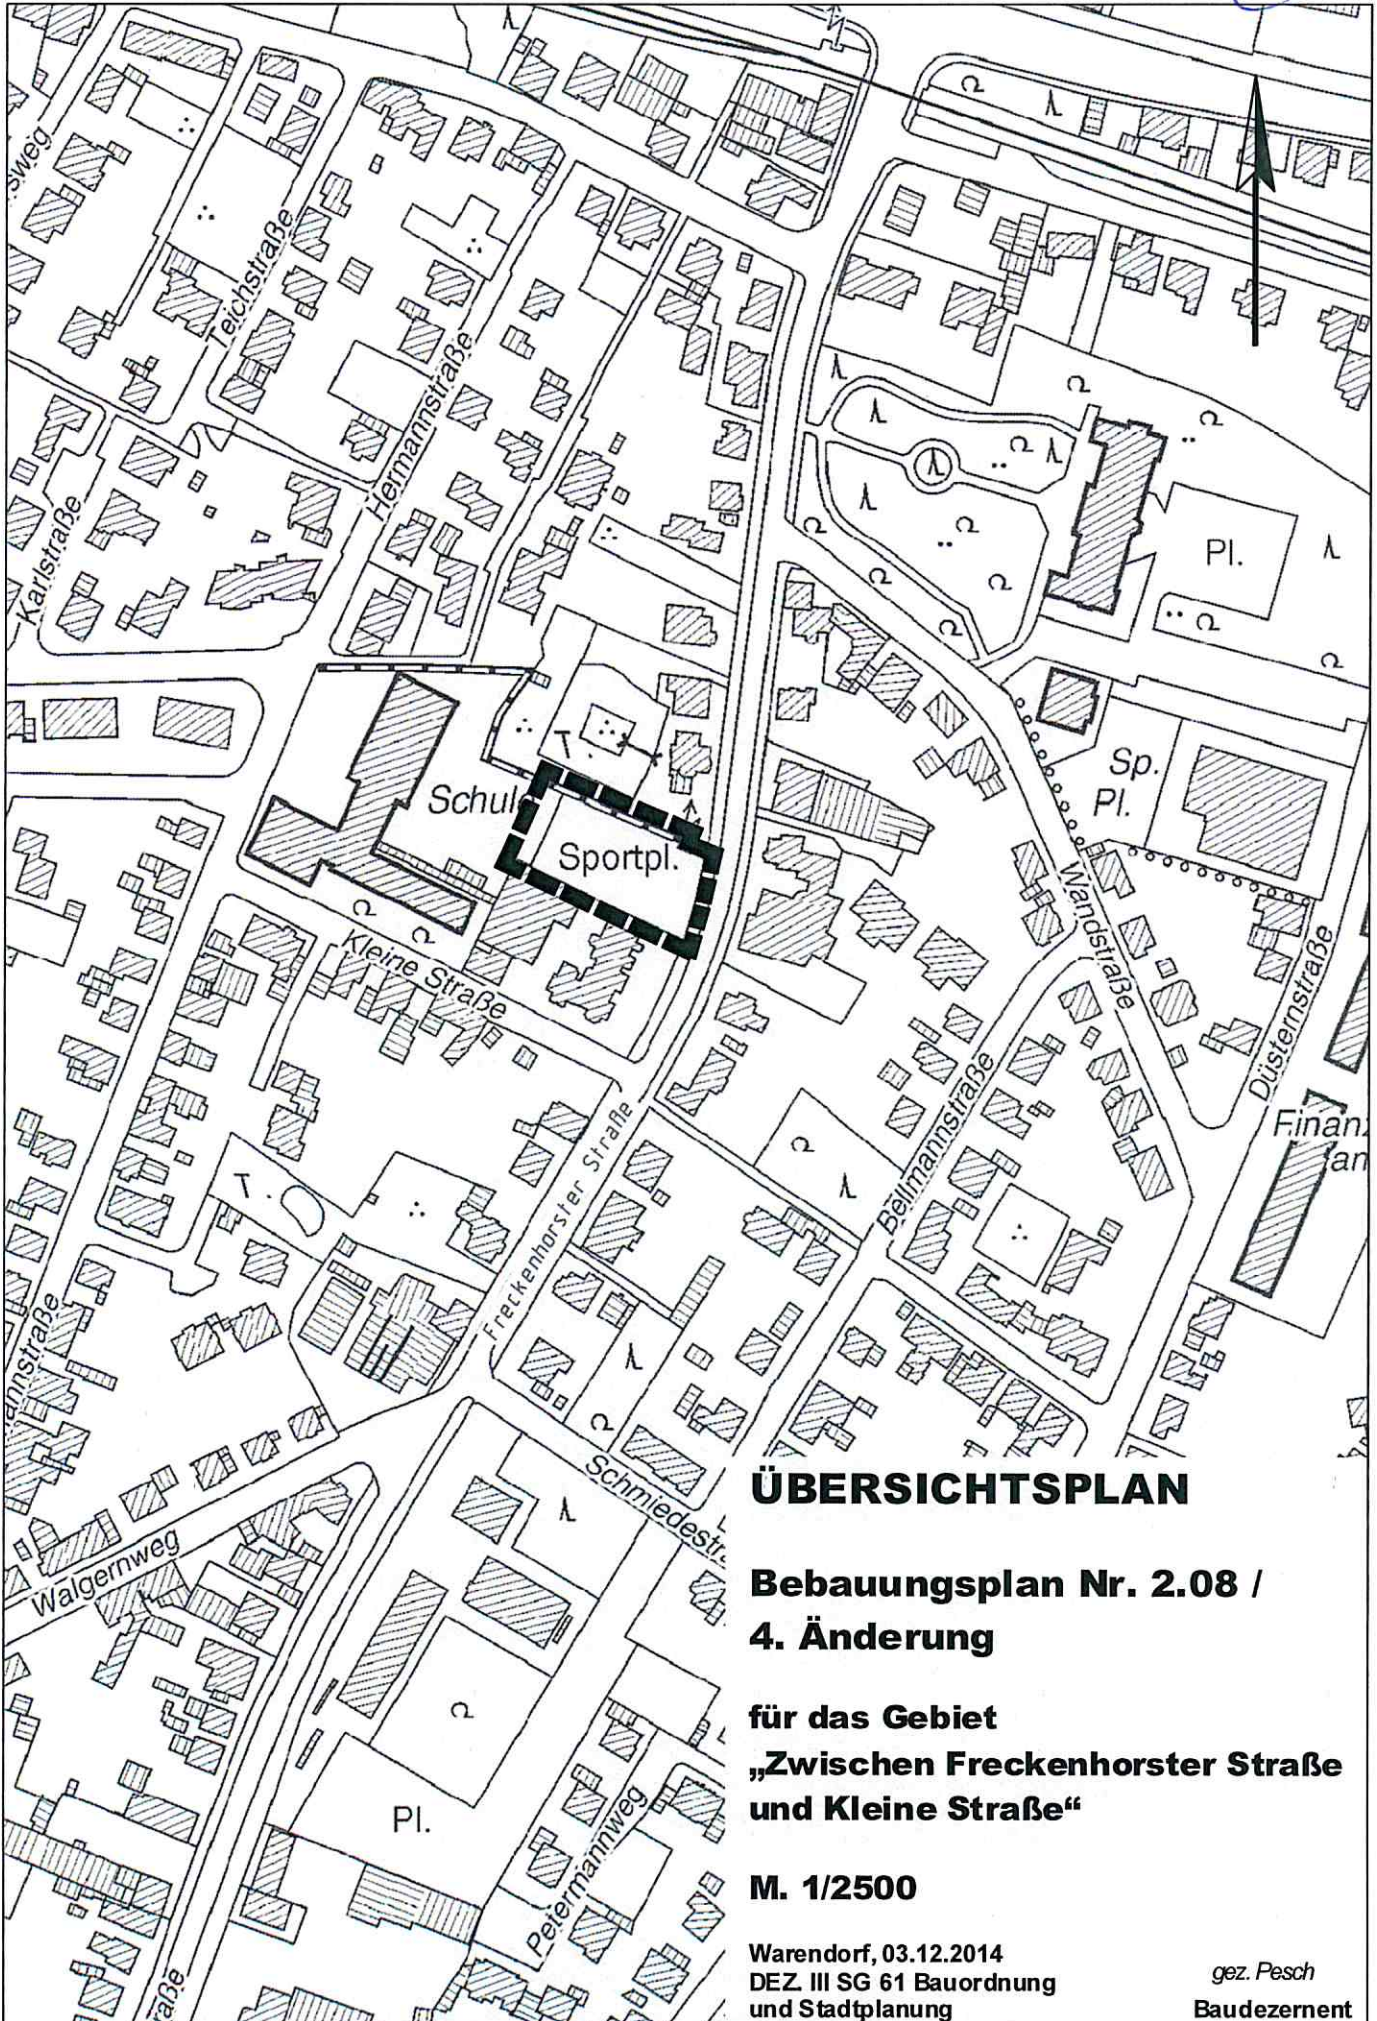 Teichstraße
Hermannstraße
Karlstraße
Pl.
Sp.
Pl.
Schul
Sportpl.
Kleine Straße
Wandstraße
Düsternstraße
Bellmannstraße
Finanz
Freckenhorster Straße
Schmiedestr
Walgernweg
Pl.
Petermannweg
ÜBERSICHTSPLAN
Bebauungsplan Nr. 2.08 /
4. Änderung
für das Gebiet
„Zwischen Freckenhorster Straße
und Kleine Straße“
M. 1/2500
Warendorf, 03.12.2014
DEZ. III SG 61 Bauordnung
und Stadtplanung
gez. Pesch
Baudezernent